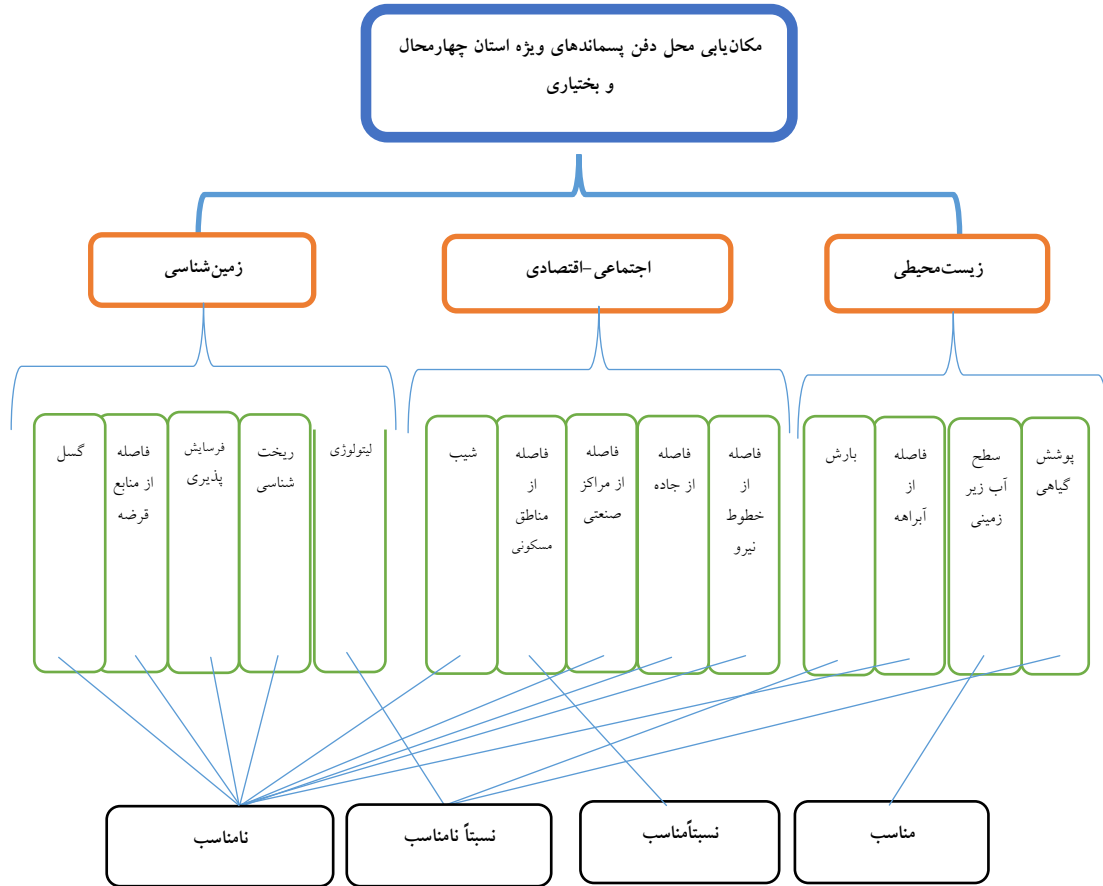 مکان‌یابی محل دفن پسماندهای ویژه استان چهارمحال
و بختیاری
زیست‌محیطی
اجتماعی-اقتصادی
زمین‌شناسی
پوشش
گیاهی
سطح
آب زیر
زمینی
فاصله
از
آبراهه
بارش
فاصله
از
خطوط
نیرو
فاصله
از جاده
فاصله
از مراکز
صنعتی
فاصله
از
مناطق
مسکونی
شیب
لیتولوژی
ریخت
شناسی
فرسایش
پذیری
فاصله
از منابع
قرضه
گسل
مناسب
نسبتاًمناسب
نسبتاً نامناسب
نامناسب